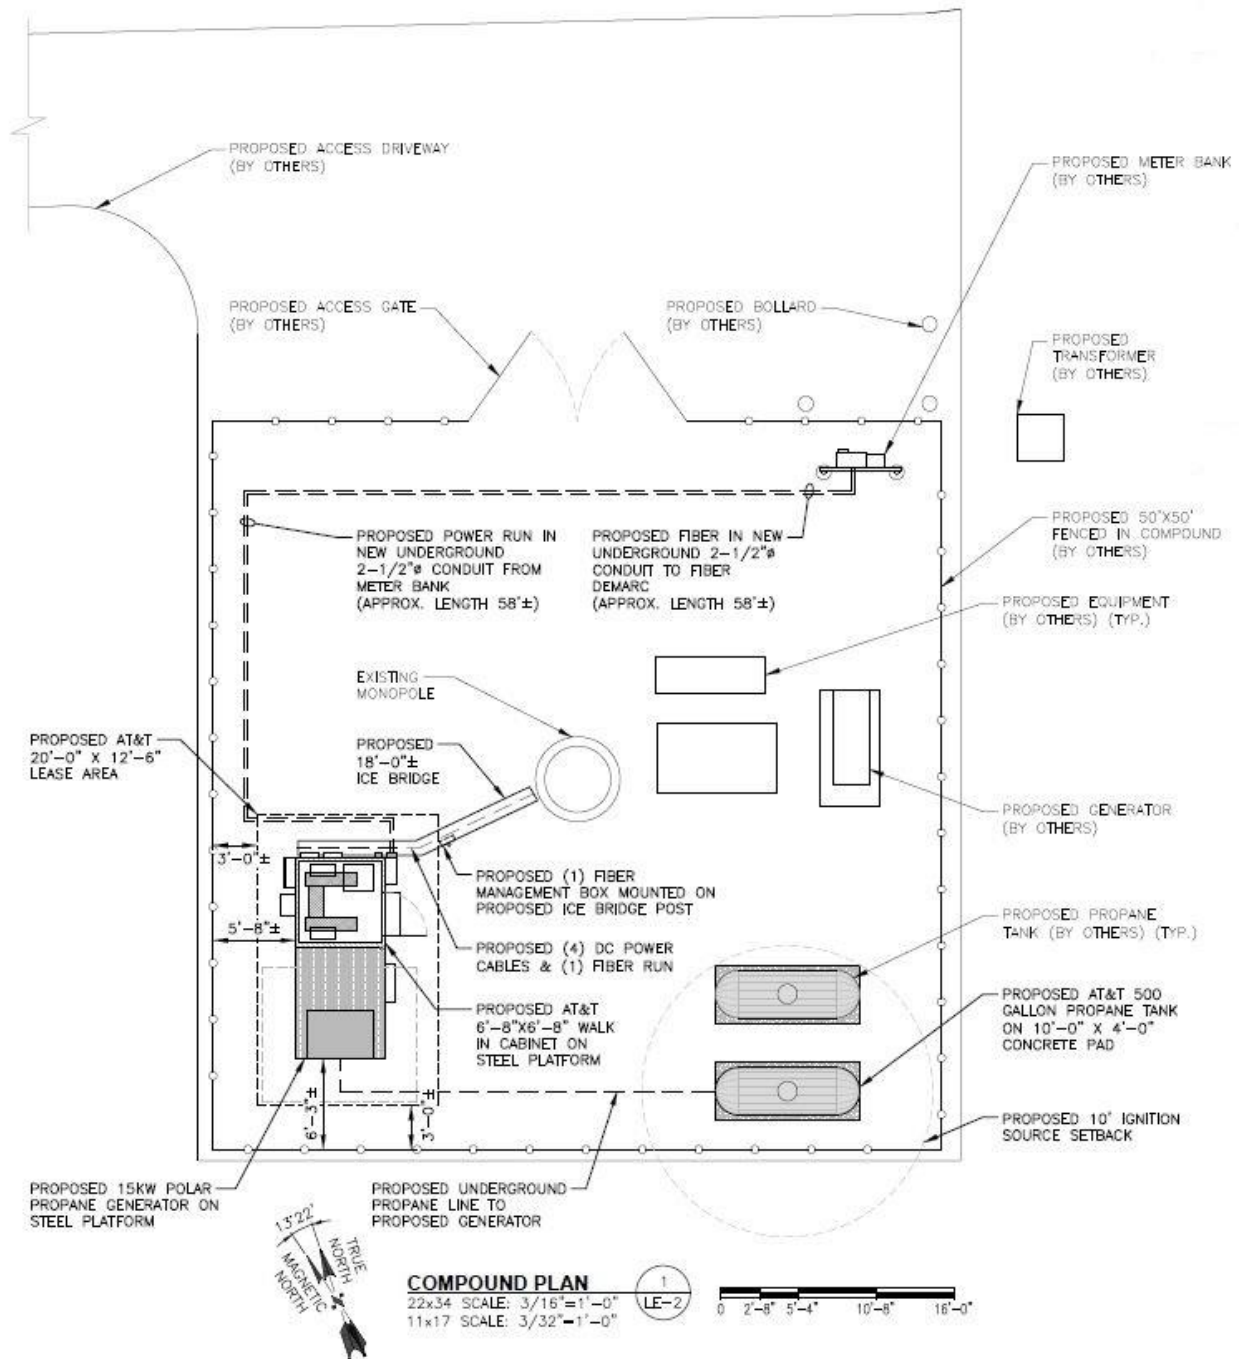 PROPOSED ACCESS DRIVEWAY
(BY OTHERS)
PROPOSED METER BANK
(BY OTHERS)
PROPOSED ACCESS GATE
(BY OTHERS)
PROPOSED BOLLARD
(BY OTHERS)
PROPOSED
TRANSFORMER
(BY OTHERS)
PROPOSED POWER RUN IN
NEW UNDERGROUND
2-1/2"ø CONDUIT FROM
METER BANK
(APPROX. LENGTH 58'±)
PROPOSED FIBER IN NEW
UNDERGROUND 2-1/2"ø
CONDUIT TO FIBER
DEMARC
(APPROX. LENGTH 58'±)
PROPOSED 50'X50'
FENCED IN COMPOUND
(BY OTHERS)
PROPOSED EQUIPMENT
(BY OTHERS) (TYP.)
EXISTING
MONOPOLE
PROPOSED AT&T
20'-0" X 12'-6"
LEASE AREA
PROPOSED
18'-0"±
ICE BRIDGE
PROPOSED GENERATOR
(BY OTHERS)
3'-0"±
PROPOSED (1) FIBER
MANAGEMENT BOX MOUNTED ON
PROPOSED ICE BRIDGE POST
5'-8"±
PROPOSED (4) DC POWER
CABLES & (1) FIBER RUN
PROPOSED PROPANE
TANK (BY OTHERS) (TYP.)
PROPOSED AT&T
6'-8"X6'-8" WALK
IN CABINET ON
STEEL PLATFORM
PROPOSED AT&T 500
GALLON PROPANE TANK
ON 10'-0" X 4'-0"
CONCRETE PAD
6'-3"±
3'-0"±
PROPOSED 10' IGNITION
SOURCE SETBACK
PROPOSED 15KW POLAR
PROPANE GENERATOR ON
STEEL PLATFORM
PROPOSED UNDERGROUND
PROPANE LINE TO
PROPOSED GENERATOR
13°22'
TRUE
NORTH
MAGNETIC
NORTH
COMPOUND PLAN
22x34 SCALE: 3/16"=1'-0"
11x17 SCALE: 3/32"=1'-0"
1
LE-2
0 2'-8" 5'-4" 10'-8" 16'-0"